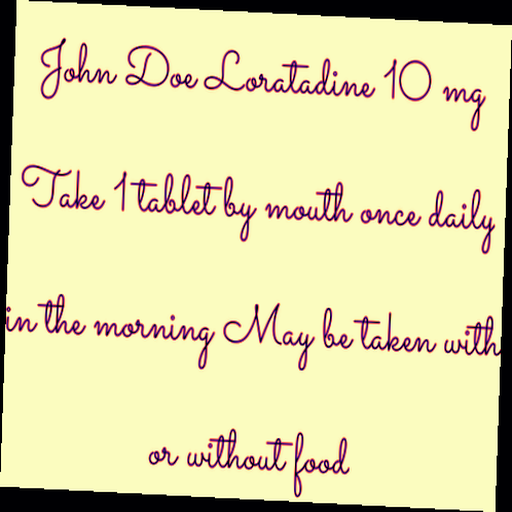 John Doe Loratadine 10 mg
Take 1 tablet by mouth once daily
in the morning May be taken with
or without food